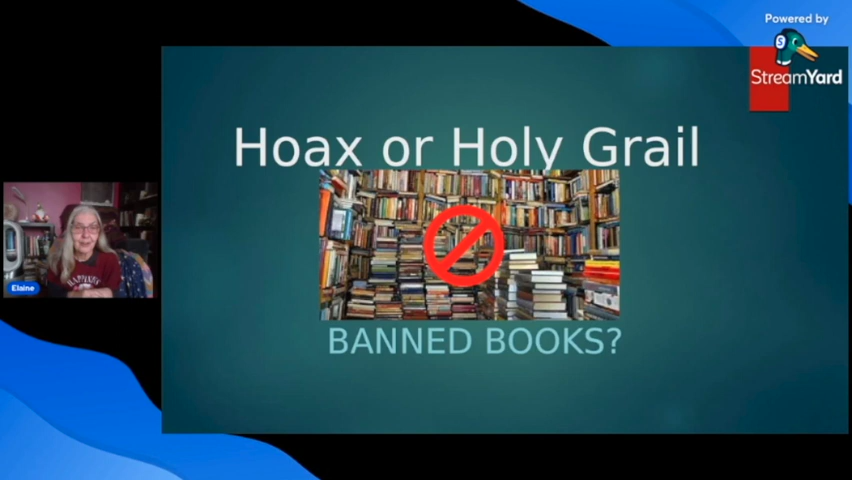 Powered by
StreamYard
Hoax or Holy Grail
BANNED BOOKS?
Elaine